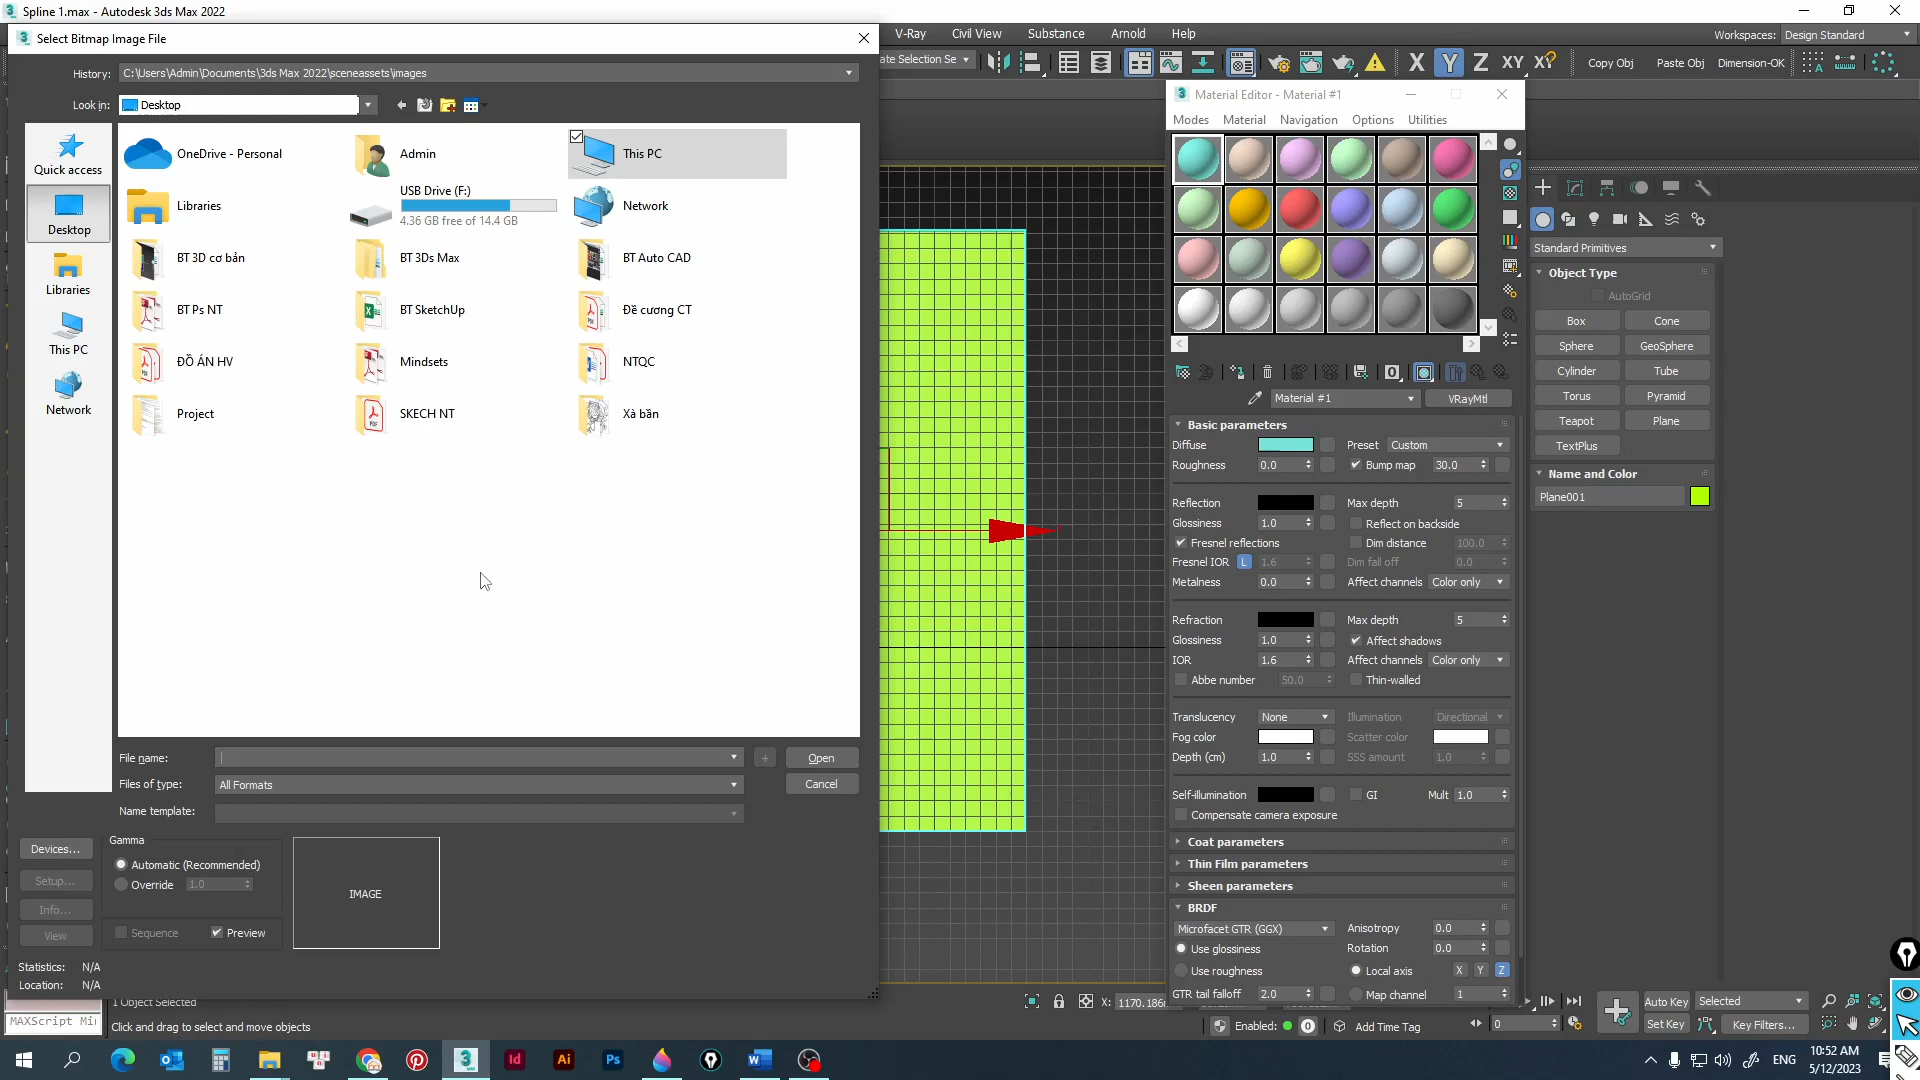 Spline 1.max - Autodesk 3ds Max 2022
Select Bitmap Image File
V-Ray
Civil View
Substance
Arnold
Help
Workspaces:
Design Standard
History:
C:\Users\Admin\Documents\3ds Max 2022\sceneassets\images
ate Selection Se
X
Y
Z
XY
XY
Copy Obj
Paste Obj
Dimension-OK
Look in:
Desktop
Quick access
Desktop
Libraries
This PC
Network
OneDrive - Personal
Admin
This PC
Libraries
USB Drive (F:)
4.36 GB free of 14.4 GB
Network
BT 3D cơ bản
BT 3Ds Max
BT Auto CAD
BT Ps NT
BT SketchUp
Đề cương CT
ĐỒ ÁN HV
Mindsets
NTQC
Project
SKECH NT
Xà bần
File name:
Open
Files of type:
All Formats
Cancel
Name template:
Devices...
Setup...
Info...
View
Gamma
Automatic (Recommended)
Override
1.0
Sequence
Preview
IMAGE
Statistics: N/A
Location: N/A
Material Editor - Material #1
Modes
Material
Navigation
Options
Utilities
Material #1
VRayMtl
Basic parameters
Diffuse
Preset
Custom
Roughness
0.0
Bump map
30.0
Reflection
Max depth
5
Glossiness
1.0
Reflect on backside
Fresnel reflections
Dim distance
100.0
Fresnel IOR
L
1.6
Dim fall off
0.0
Metalness
0.0
Affect channels
Color only
Refraction
Max depth
5
Glossiness
1.0
Affect shadows
IOR
1.6
Affect channels
Color only
Abbe number
50.0
Thin-walled
Translucency
None
Illumination
Directional
Fog color
Scatter color
Depth (cm)
1.0
SSS amount
1.0
Self-illumination
GI
Mult
1.0
Compensate camera exposure
Coat parameters
Thin Film parameters
Sheen parameters
BRDF
Microfacet GTR (GGX)
Anisotropy
0.0
Use glossiness
Rotation
0.0
Use roughness
Local axis
X
Y
Z
GTR tail falloff
2.0
Map channel
1
Standard Primitives
Object Type
AutoGrid
Box
Cone
Sphere
GeoSphere
Cylinder
Tube
Torus
Pyramid
Teapot
Plane
TextPlus
Name and Color
Plane001
1 Object Selected
X:
1170.186
Auto Key
Selected
MAXScript Mi
Click and drag to select and move objects
Enabled:
0
Add Time Tag
0
Set Key
Key Filters...
ENG
10:52 AM
5/12/2023